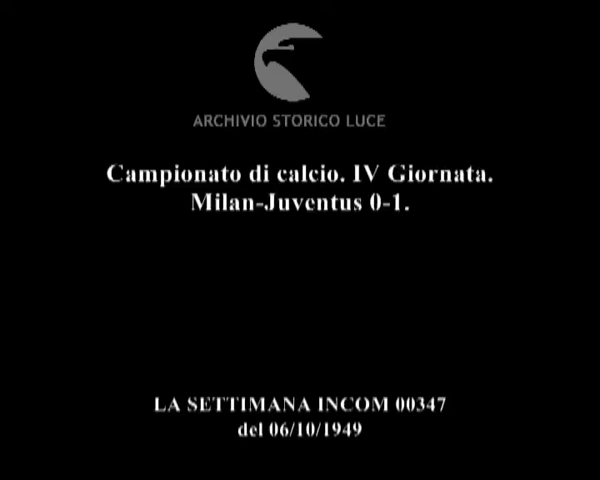 ARCHIVIO STORICO LUCE
Campionato di calcio. IV Giornata.
Milan-Juventus 0-1.
LA SETTIMANA INCOM 00347
del 06/10/1949